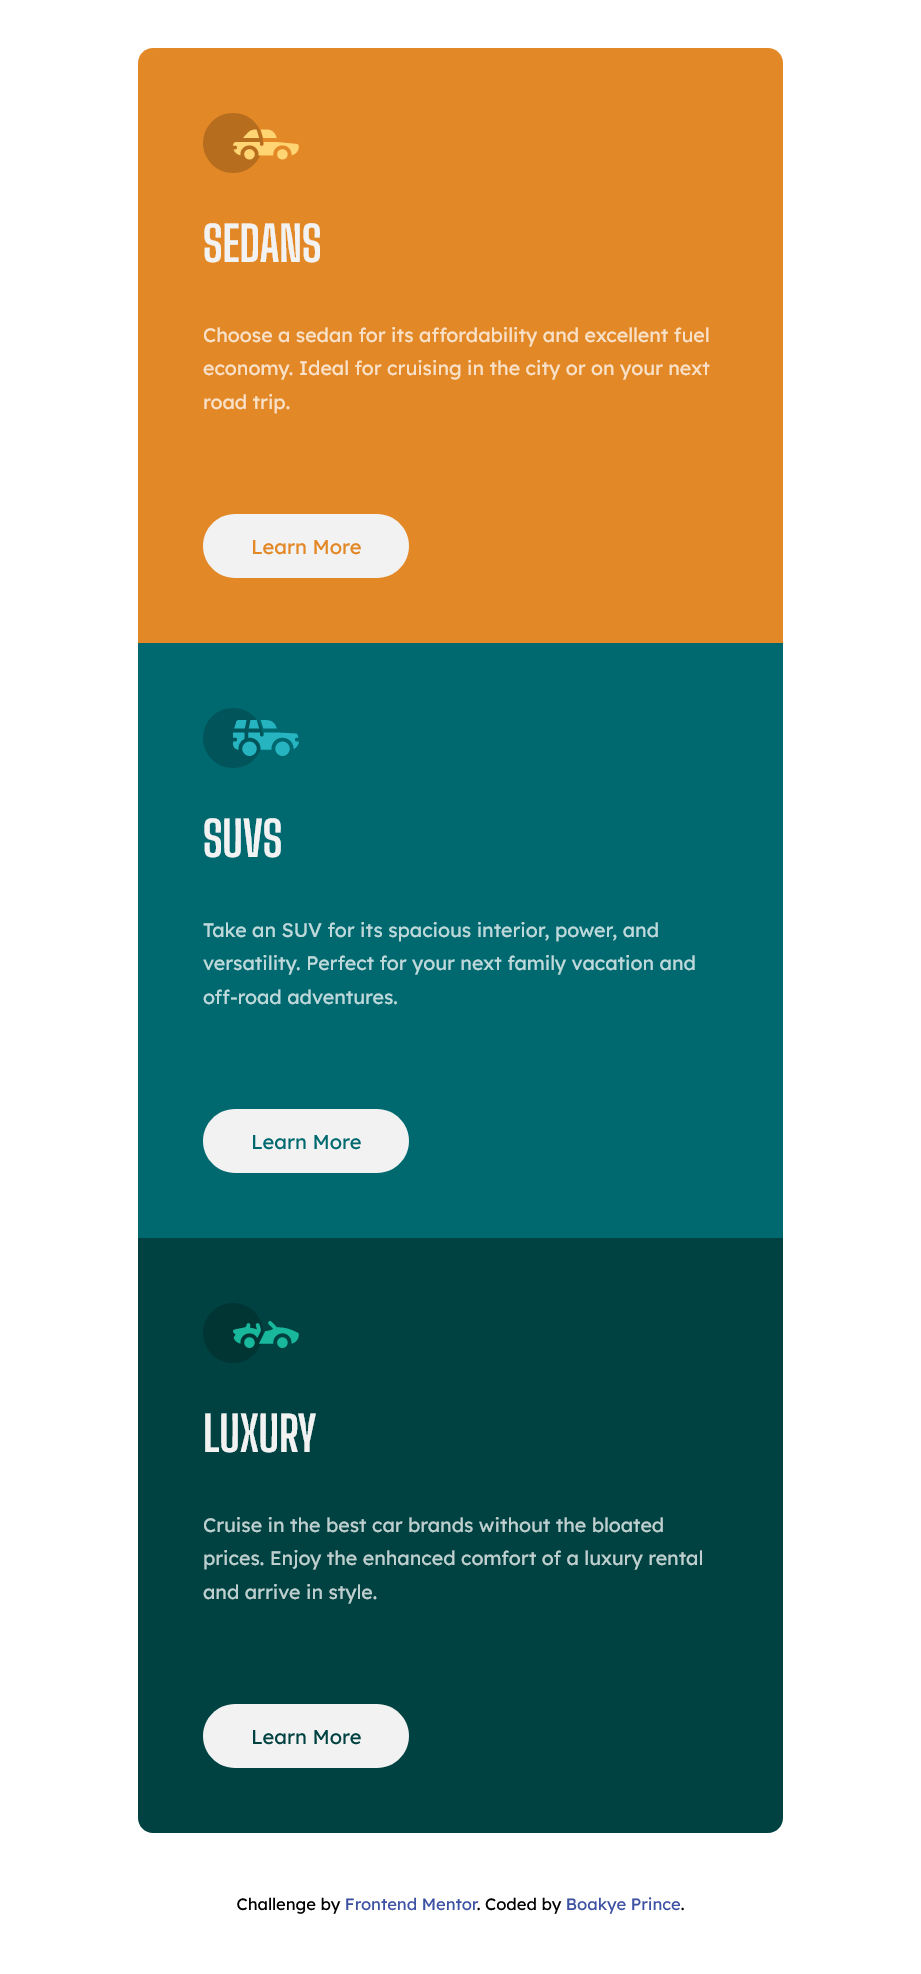 SEDANS
Choose a sedan for its affordability and excellent fuel
economy. Ideal for cruising in the city or on your next
road trip.
Learn More
SUVS
Take an SUV for its spacious interior, power, and
versatility. Perfect for your next family vacation and
off-road adventures.
Learn More
LUXURY
Cruise in the best car brands without the bloated
prices. Enjoy the enhanced comfort of a luxury rental
and arrive in style.
Learn More
Challenge by Frontend Mentor. Coded by Boakye Prince.